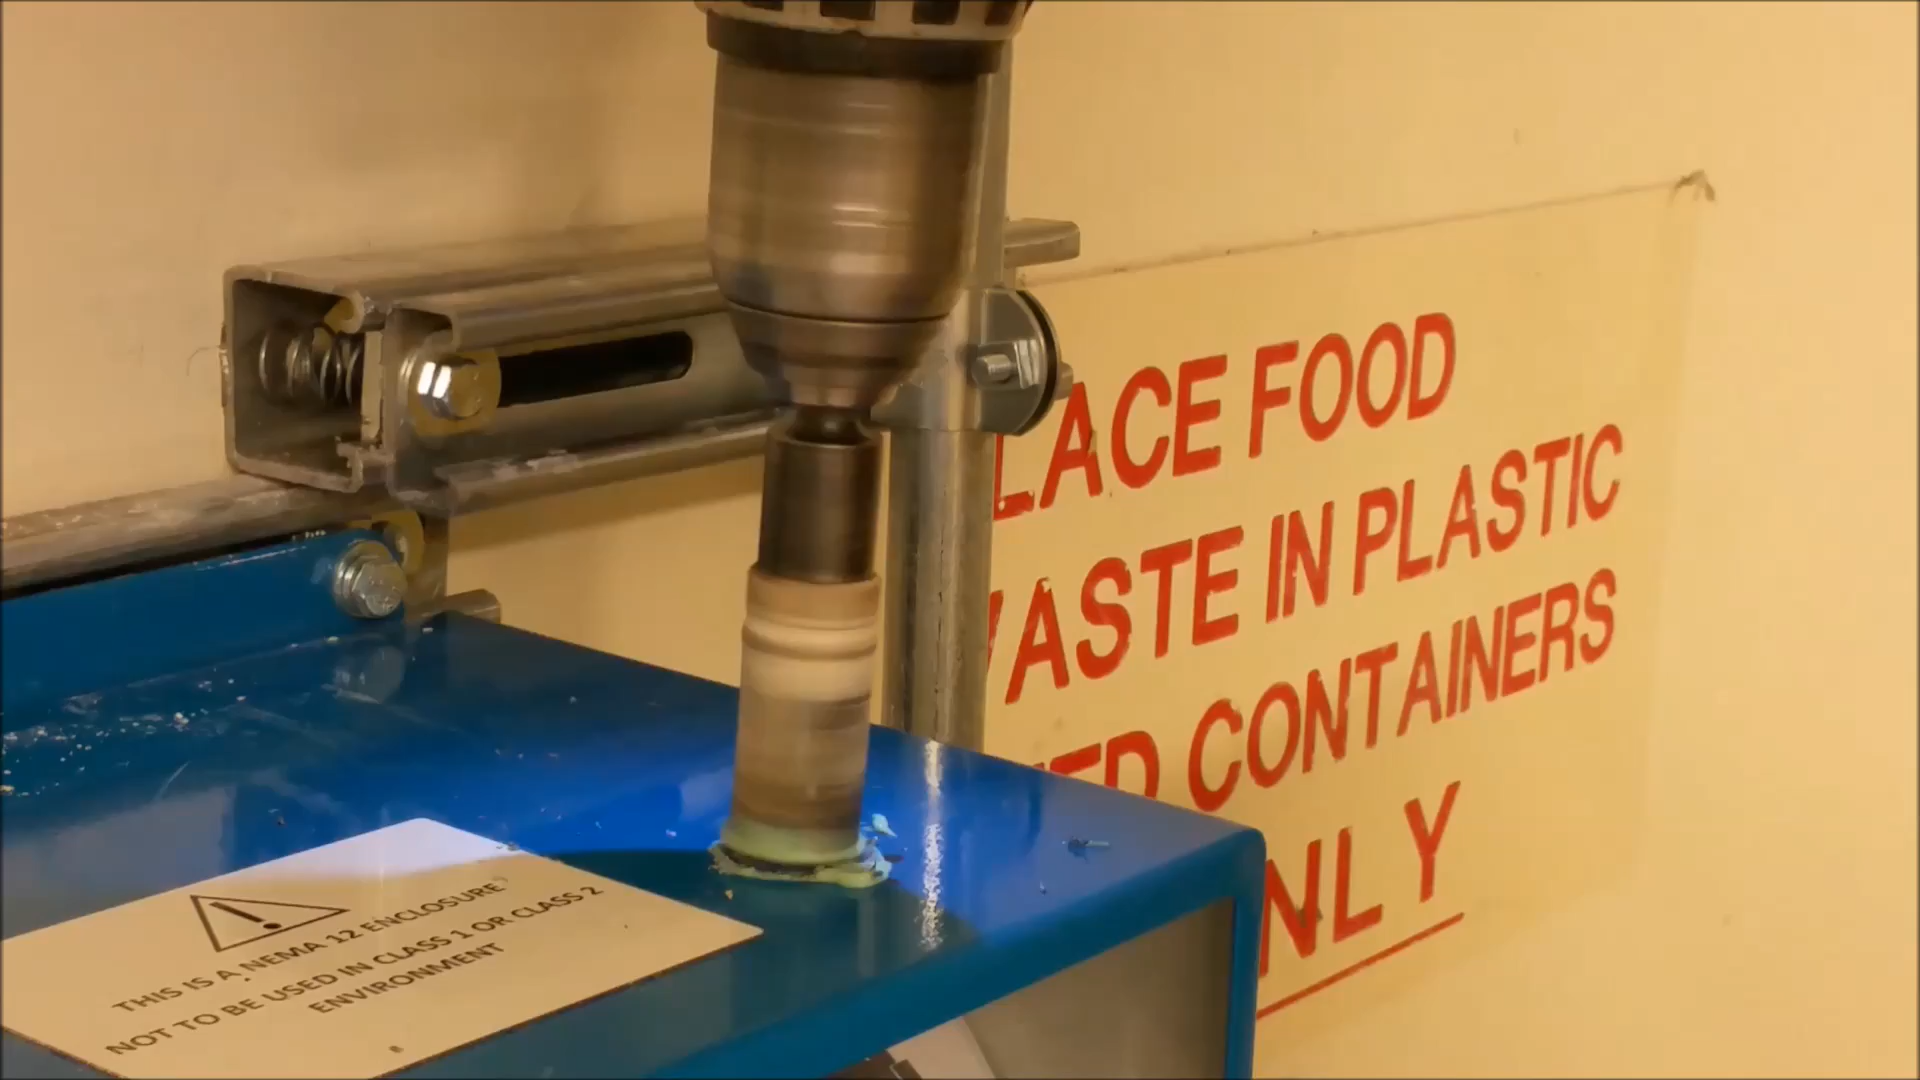 LACE FOOD
ASTE IN PLASTIC
CONTAINERS
NLY
THIS IS A NEMA 12 ENCLOSURE
NOT TO BE USED IN CLASS 1 OR CLASS 2
ENVIRONMENT